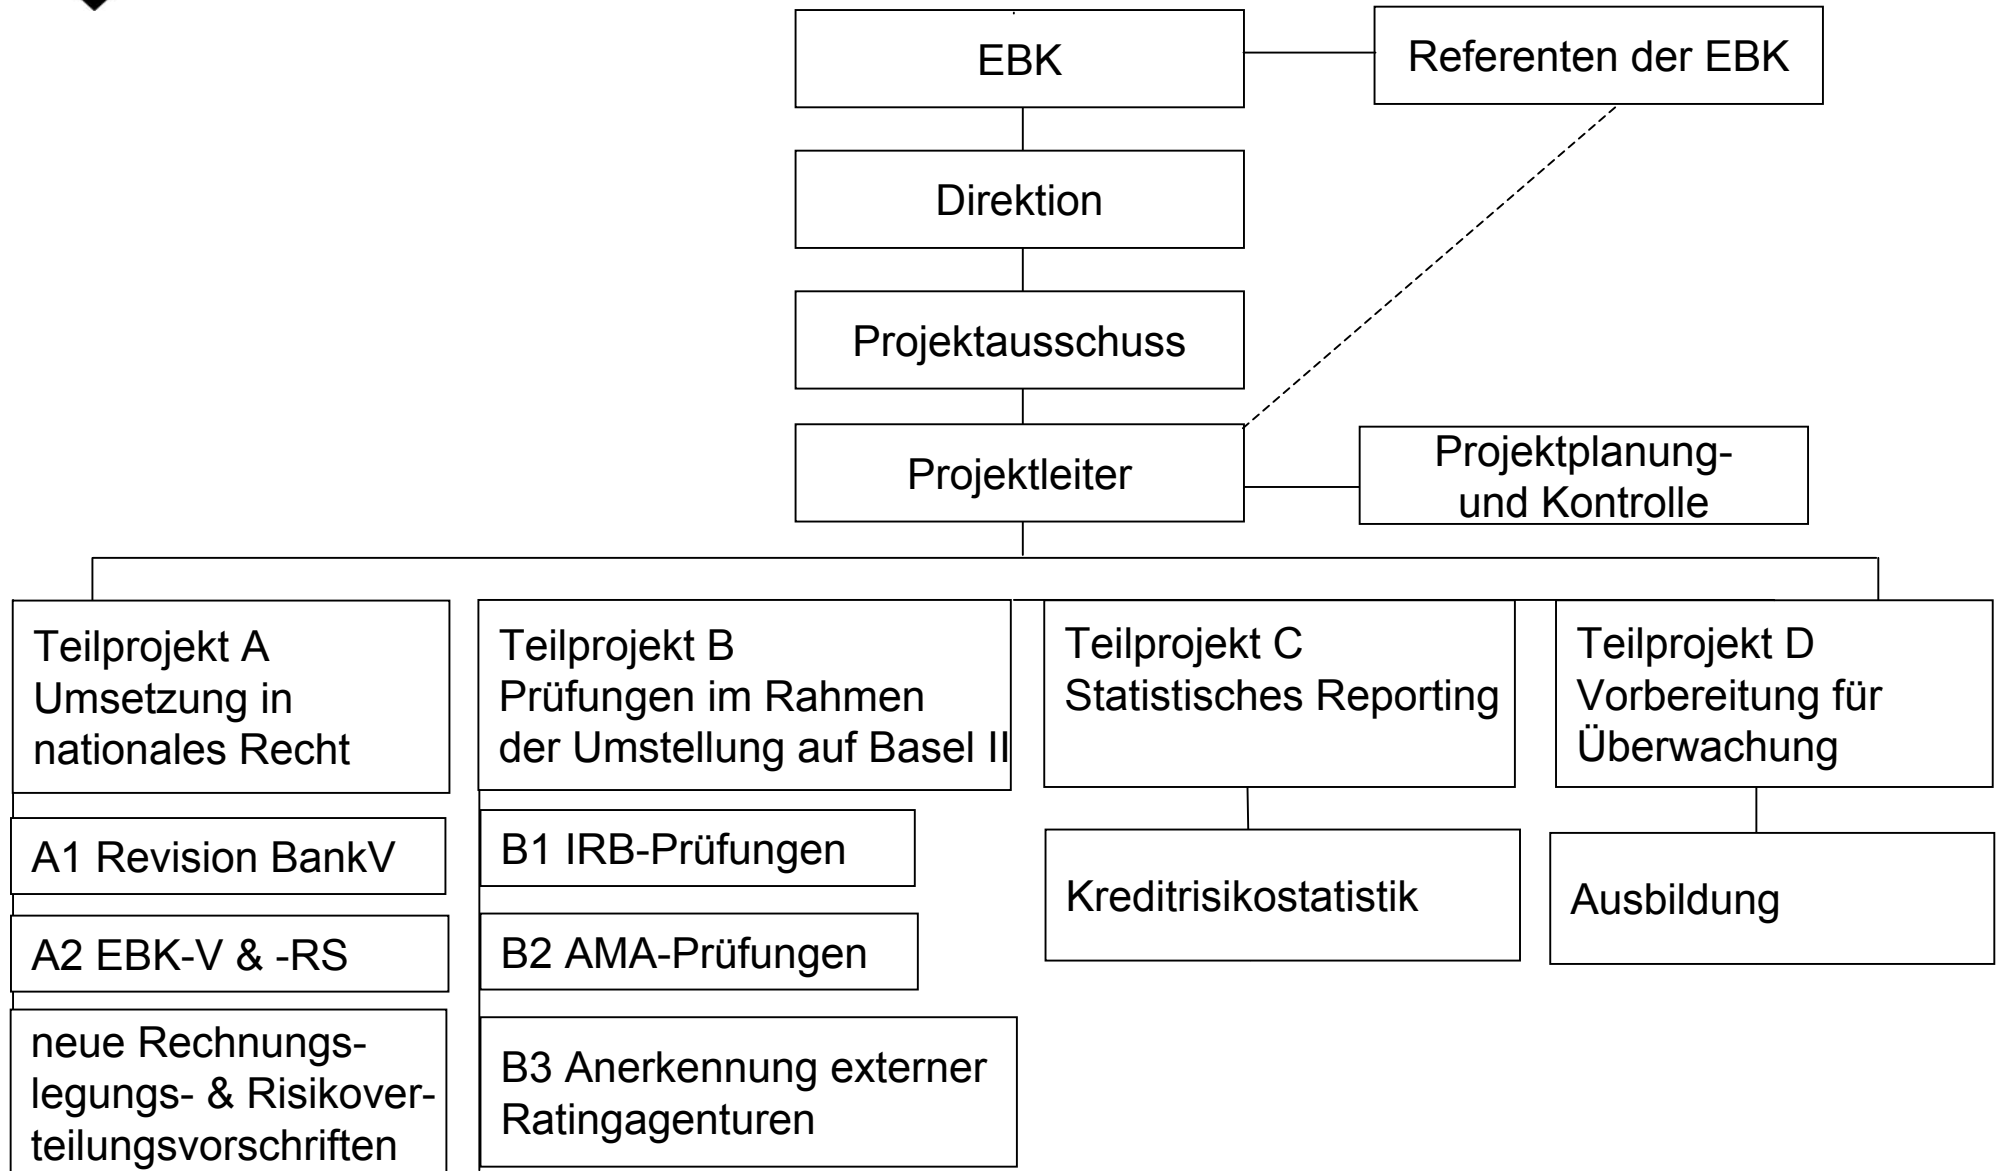 EBK
Referenten der EBK
Direktion
Projektausschuss
Projektleiter
Projektplanung-
und Kontrolle
Teilprojekt A
Umsetzung in
nationales Recht
A1 Revision BankV
A2 EBK-V & -RS
neue Rechnungs-
legungs- & Risikover-
teilungsvorschriften
Teilprojekt B
Prüfungen im Rahmen
der Umstellung auf Basel II
B1 IRB-Prüfungen
B2 AMA-Prüfungen
B3 Anerkennung externer
Ratingagenturen
Teilprojekt C
Statistisches Reporting
Kreditrisikostatistik
Teilprojekt D
Vorbereitung für
Überwachung
Ausbildung